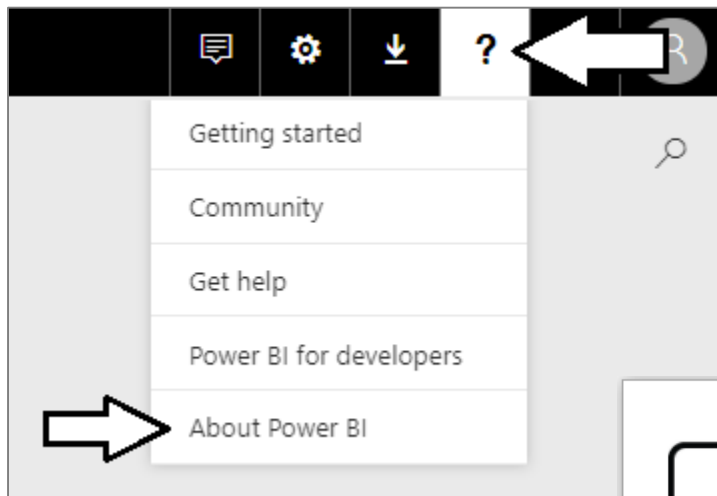 ?
R
Getting started
Community
Get help
Power BI for developers
About Power BI